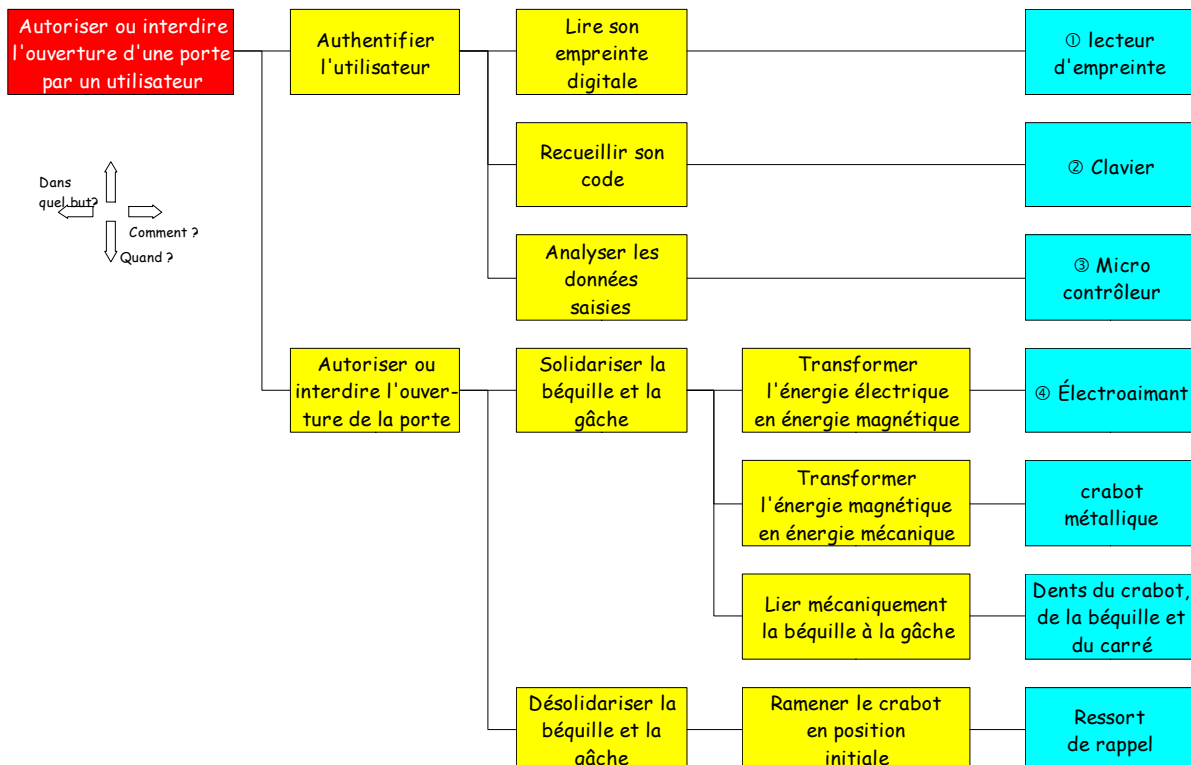 Autoriser ou interdire
l'ouverture d'une porte
par un utilisateur
Authentifier
l'utilisateur
Lire son
empreinte
digitale
① lecteur
d'empreinte
Recueillir son
code
② Clavier
Dans
quel but?
Comment ?
Quand ?
Analyser les
données
saisies
③ Micro
contrôleur
Autoriser ou
interdire l'ouver-
ture de la porte
Solidariser la
béquille et la
gâche
Transformer
l'énergie électrique
en énergie magnétique
④ Électroaimant
Transformer
l'énergie magnétique
en énergie mécanique
crabot
métallique
Lier mécaniquement
la béquille à la gâche
Dents du crabot,
de la béquille et
du carré
Désolidariser la
béquille et la
gâche
Ramener le crabot
en position
initiale
Ressort
de rappel